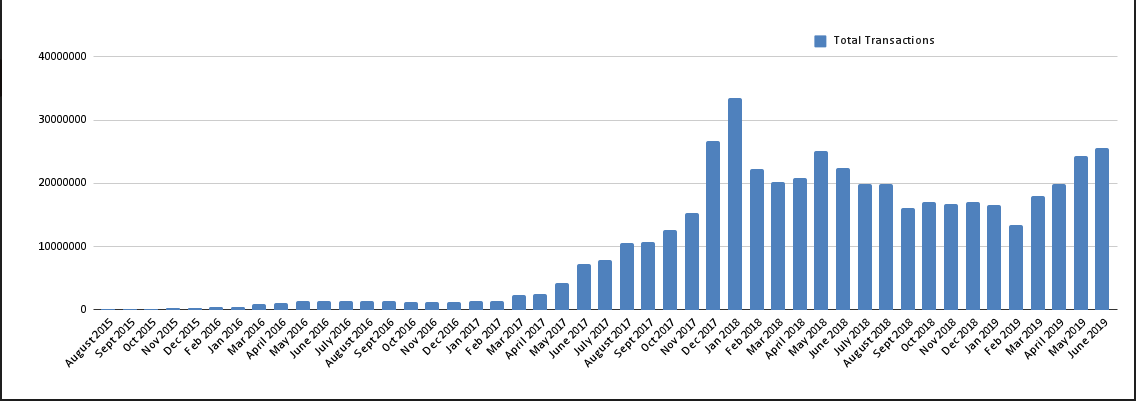 Total Transactions
40000000
30000000
20000000
10000000
0
August 2015
Sept 2015
Oct 2015
Nov 2015
Dec 2015
Feb 2016
Jan 2016
Mar 2016
April 2016
May 2016
June 2016
July 2016
August 2016
Sept 2016
Oct 2016
Nov 2016
Dec 2016
Jan 2017
Feb 2017
Mar 2017
April 2017
May 2017
June 2017
July 2017
August 2017
Sept 2017
Oct 2017
Nov 2017
Dec 2017
Jan 2018
Feb 2018
Mar 2018
April 2018
May 2018
June 2018
July 2018
August 2018
Sept 2018
Oct 2018
Nov 2018
Dec 2018
Jan 2019
Feb 2019
Mar 2019
April 2019
May 2019
June 2019